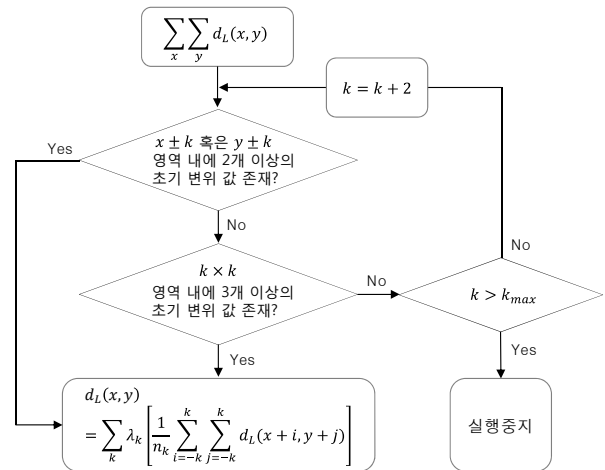 ∑ₓ∑ᵧ d_L(x, y)
k = k + 2
Yes
x ± k 혹은 y ± k
영역 내에 2개 이상의
초기 변위 값 존재?
No
k × k
영역 내에 3개 이상의
초기 변위 값 존재?
No
No
k > k_max
Yes
Yes
d_L(x, y)
= ∑_k λ_k [ 1/n_k ∑_{i=-k}^{k} ∑_{j=-k}^{k} d_L(x + i, y + j) ]
실행중지